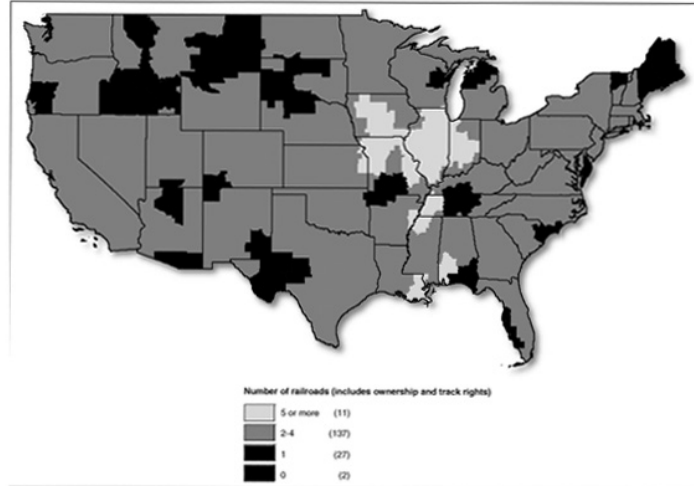 Number of railroads (includes ownership and track rights)
5 or more (11)
2-4 (137)
1 (27)
0 (2)